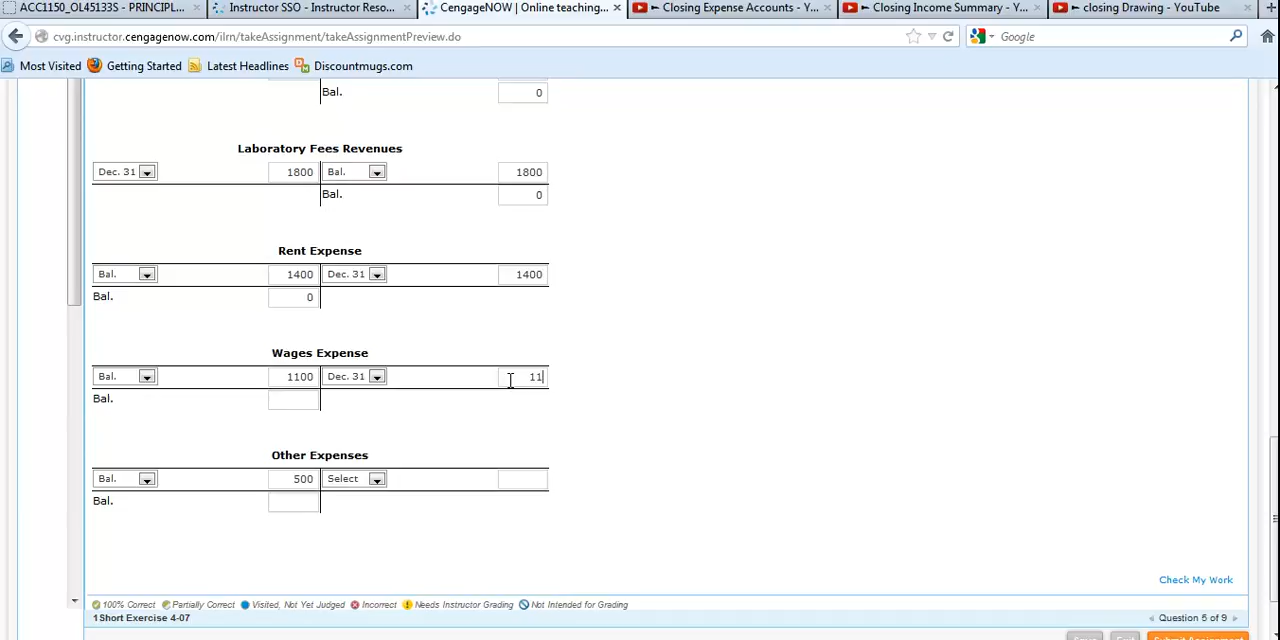 ACC1150_OL45133S - PRINCIPL... Instructor SSO - Instructor Reso... CengageNOW | Online teaching... Closing Expense Accounts - Y... Closing Income Summary - Y... closing Drawing - YouTube
cvg.instructor.cengagenow.com/ilrn/takeAssignment/takeAssignmentPreview.do Google
Most Visited Getting Started Latest Headlines Discountmugs.com
Bal. 0
Laboratory Fees Revenues
Dec. 31 1800 Bal. 1800
Bal. 0
Rent Expense
Bal. 1400 Dec. 31 1400
Bal. 0
Wages Expense
Bal. 1100 Dec. 31 11
Bal.
Other Expenses
Bal. 500 Select
Bal.
Check My Work
100% Correct Partially Correct Visited, Not Yet Judged Incorrect Needs Instructor Grading Not Intended for Grading
1Short Exercise 4-07 Question 5 of 9
Submit Assignment